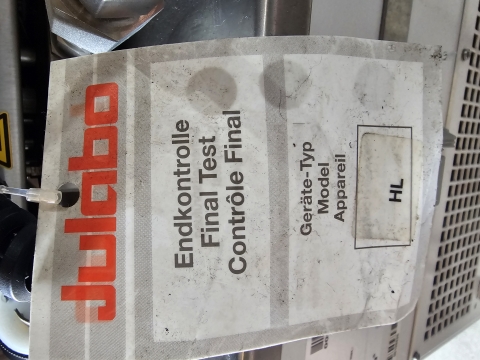 Julabo
Endkontrolle
Final Test
Contrôle Final
Geräte-Typ
Model
Appareil
HL